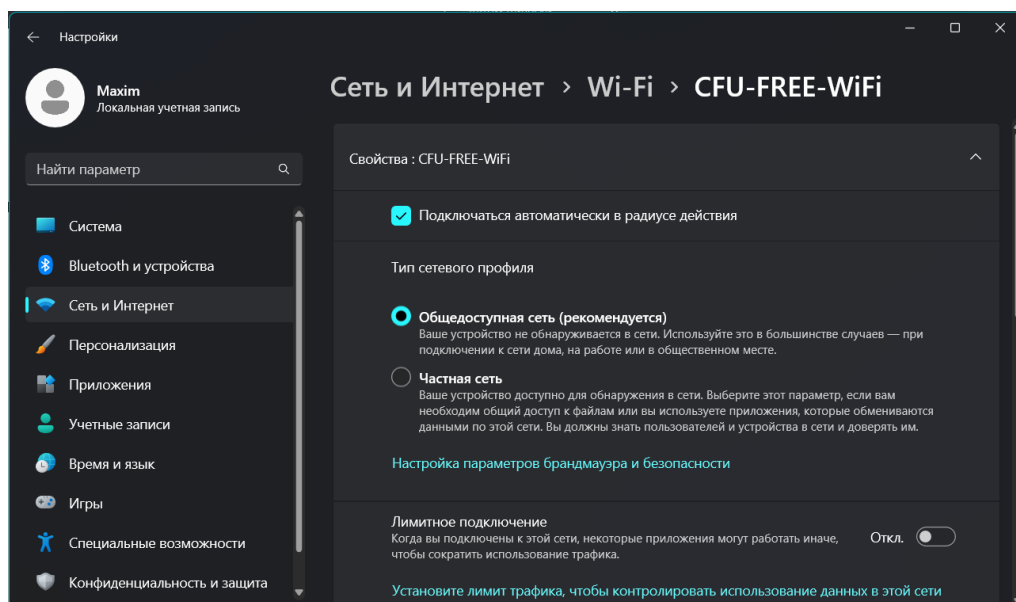 Настройки
Maxim
Локальная учетная запись
Найти параметр
Система
Bluetooth и устройства
Сеть и Интернет
Персонализация
Приложения
Учетные записи
Время и язык
Игры
Специальные возможности
Конфиденциальность и защита
Сеть и Интернет > Wi-Fi > CFU-FREE-WiFi
Свойства : CFU-FREE-WiFi
Подключаться автоматически в радиусе действия
Тип сетевого профиля
Общедоступная сеть (рекомендуется)
Ваше устройство не обнаруживается в сети. Используйте это в большинстве случаев — при
подключении к сети дома, на работе или в общественном месте.
Частная сеть
Ваше устройство доступно для обнаружения в сети. Выберите этот параметр, если вам
необходим общий доступ к файлам или вы используете приложения, которые обмениваются
данными по этой сети. Вы должны знать пользователей и устройства в сети и доверять им.
Настройка параметров брандмауэра и безопасности
Лимитное подключение
Когда вы подключены к этой сети, некоторые приложения могут работать иначе,
чтобы сократить использование трафика.
Откл.
Установите лимит трафика, чтобы контролировать использование данных в этой сети